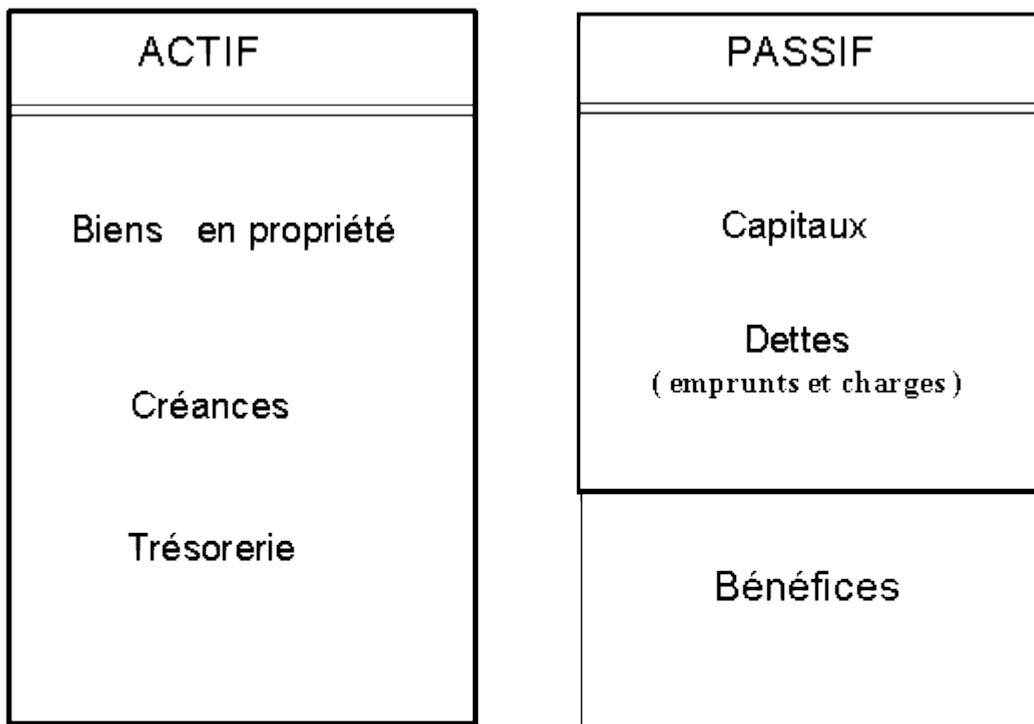 ACTIF
Biens en propriété
Créances
Trésorerie
PASSIF
Capitaux
Dettes
( emprunts et charges )
Bénéfices